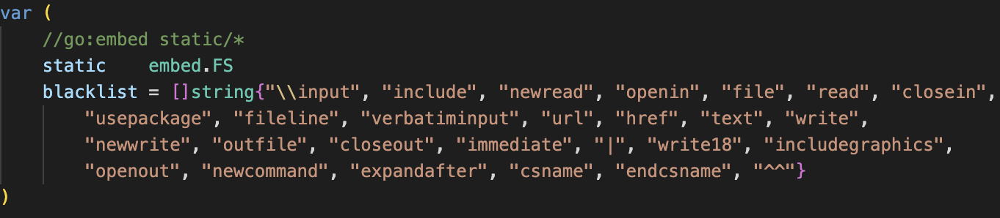 var (
//go:embed static/*
static embed.FS
blacklist = []string{"\\input", "include", "newread", "openin", "file", "read", "closein",
"usepackage", "fileline", "verbatiminput", "url", "href", "text", "write",
"newwrite", "outfile", "closeout", "immediate", "|", "write18", "includegraphics",
"openout", "newcommand", "expandafter", "csname", "endcsname", "^^"}
)